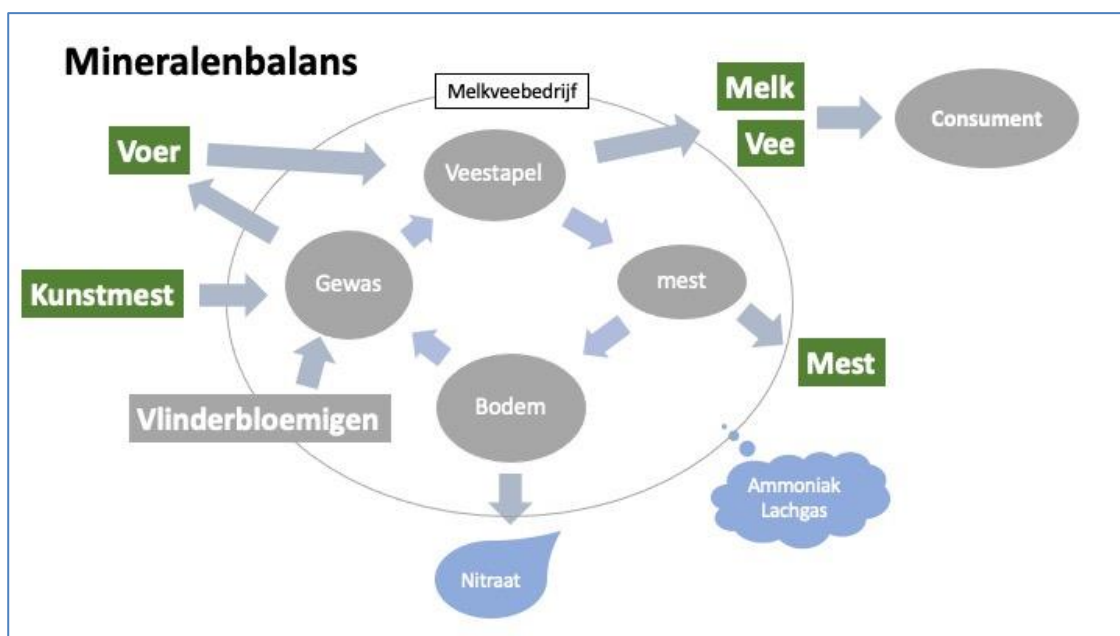 Mineralenbalans
Melkveebedrijf
Melk
Vee
Consument
Voer
Veestapel
Kunstmest
Gewas
mest
Mest
Vlinderbloemigen
Bodem
Ammoniak
Lachgas
Nitraat